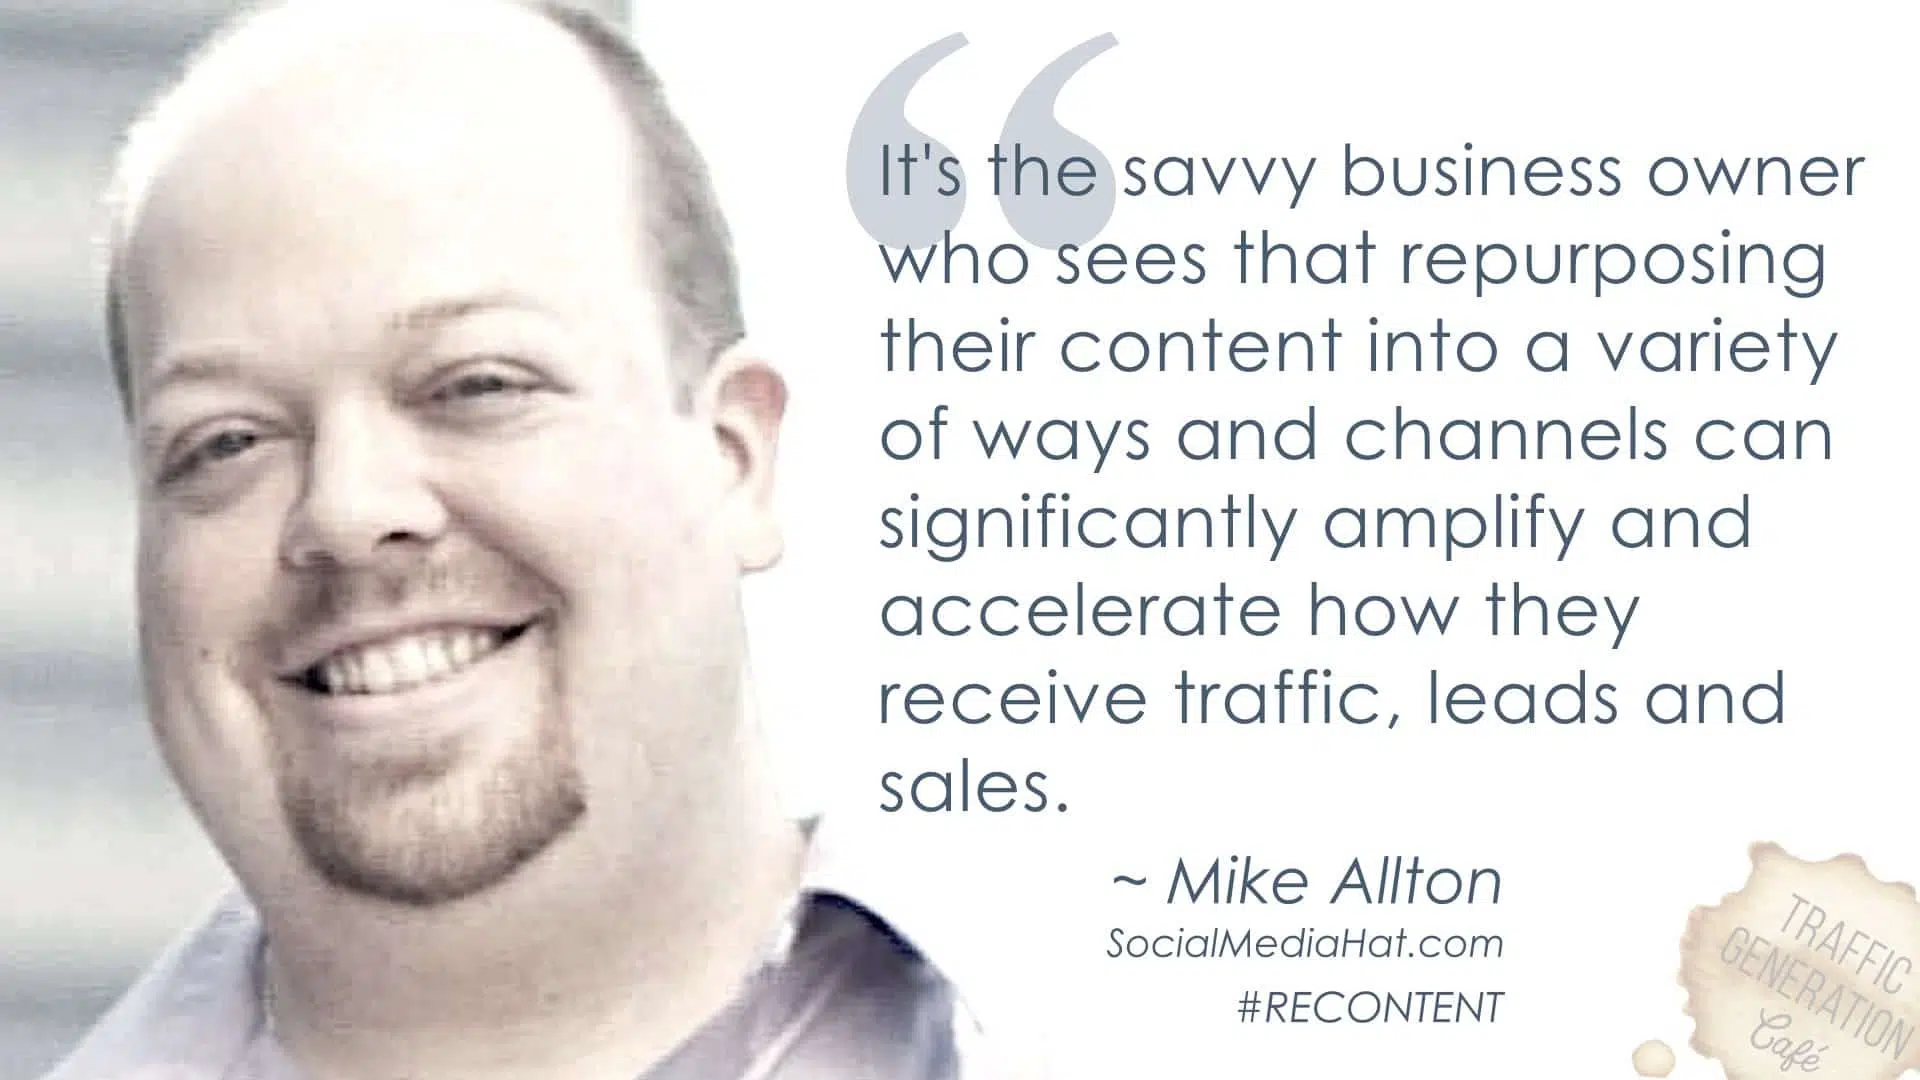 It's the savvy business owner
who sees that repurposing
their content into a variety
of ways and channels can
significantly amplify and
accelerate how they
receive traffic, leads and
sales.
~ Mike Allton
SocialMediaHat.com
#RECONTENT
TRAFFIC
GENERATION
Café